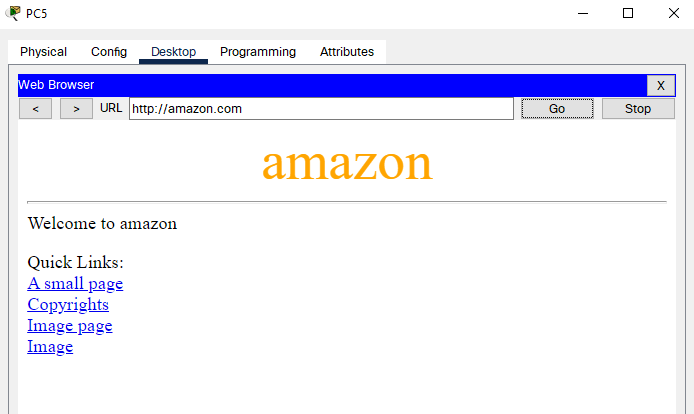 PC5
Physical Config Desktop Programming Attributes
Web Browser X
< > URL http://amazon.com Go Stop
amazon
Welcome to amazon
Quick Links:
A small page
Copyrights
Image page
Image